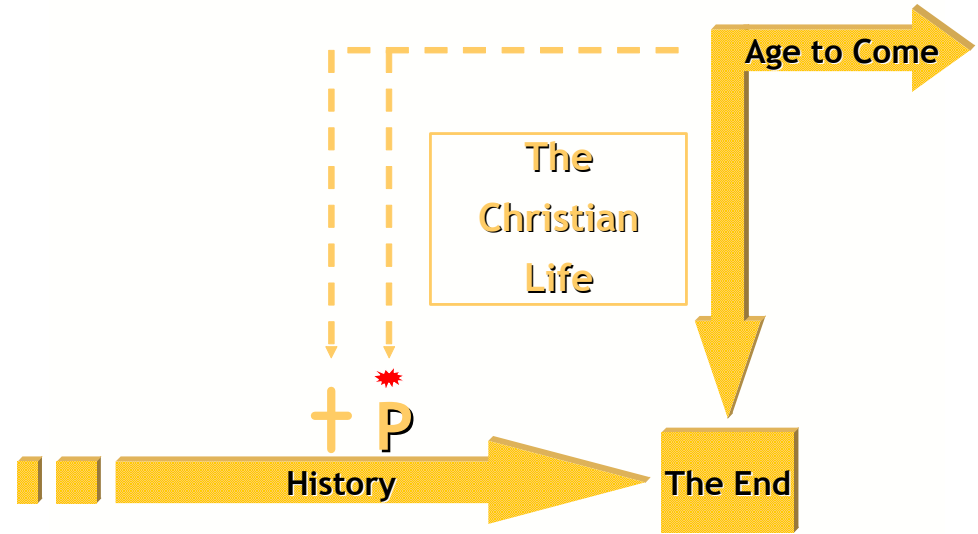 Age to Come
The
Christian
Life
P
History
The End